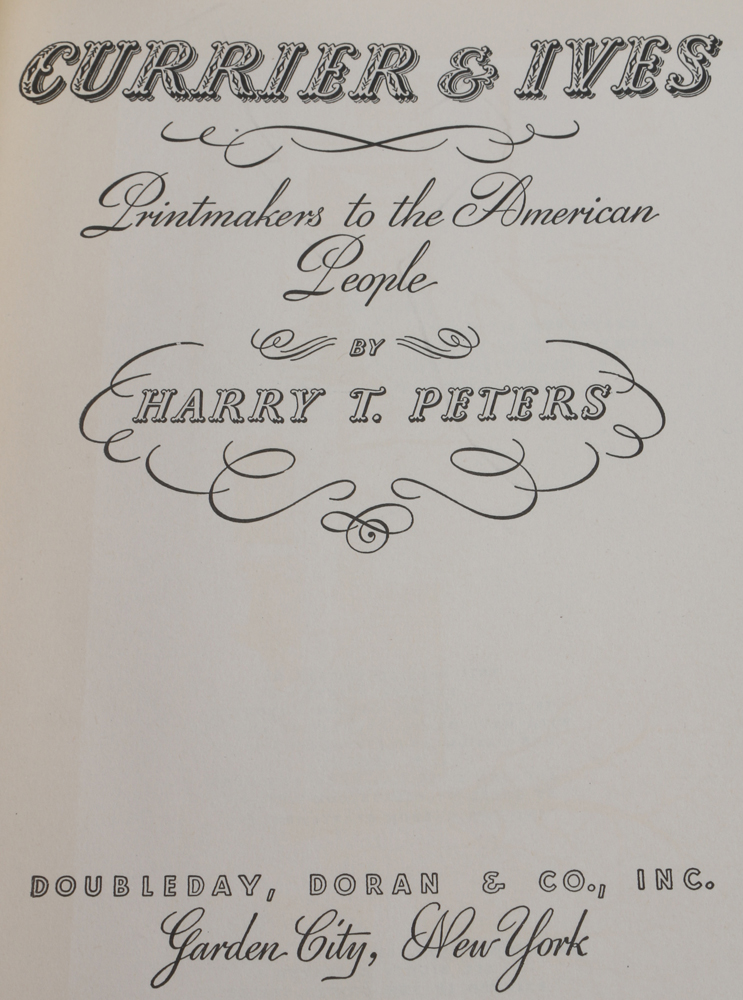 CURRIER & IVES
Printmakers to the American
People
BY
HARRY T. PETERS
DOUBLEDAY, DORAN & CO., INC.
Garden City, New York